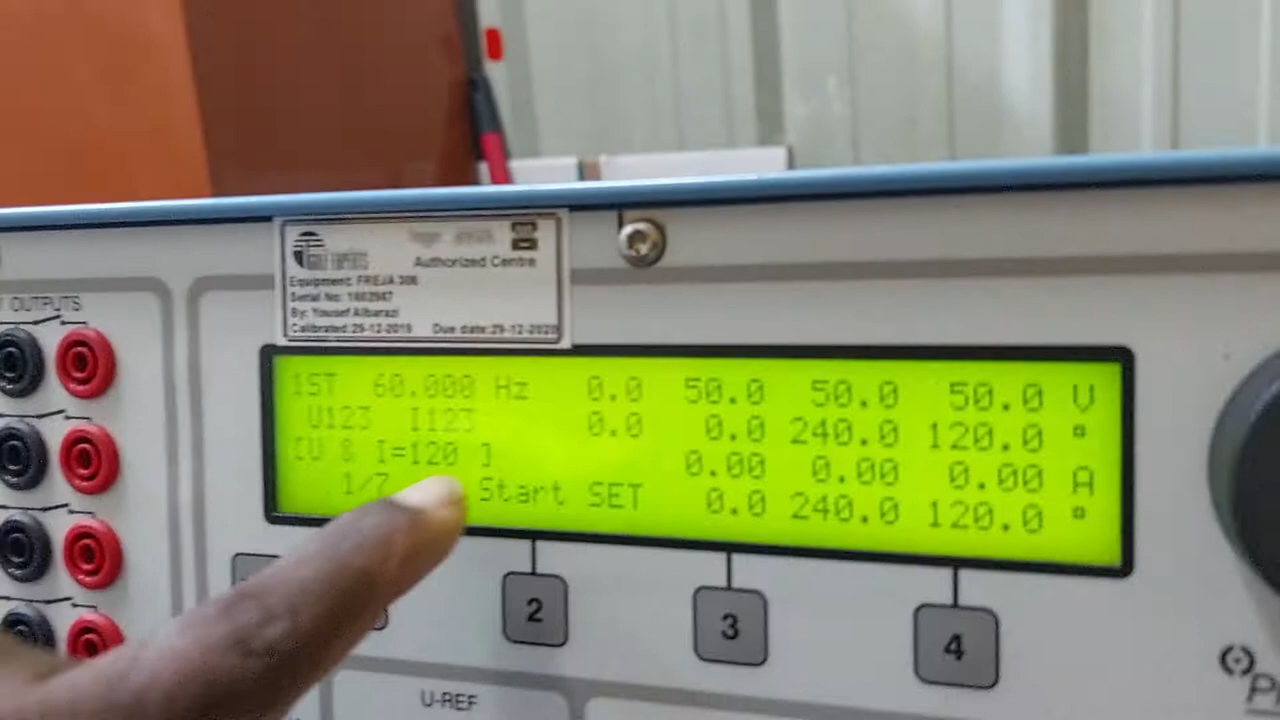 Y OUTPUTS
GULF EXPERTS
Authorized Centre
Equipment: FREJA 306
By: Yousef Albarazi
Calibrated:29-12-2019 Due date:29-12-2020
1ST 60.000 Hz 0.0 50.0 50.0 50.0 V
U123 I123 0.0 0.0 240.0 120.0 °
[U & I=120 ] 0.00 0.00 0.00 A
1/7 Start SET 0.0 240.0 120.0 °
2 3 4
U-REF